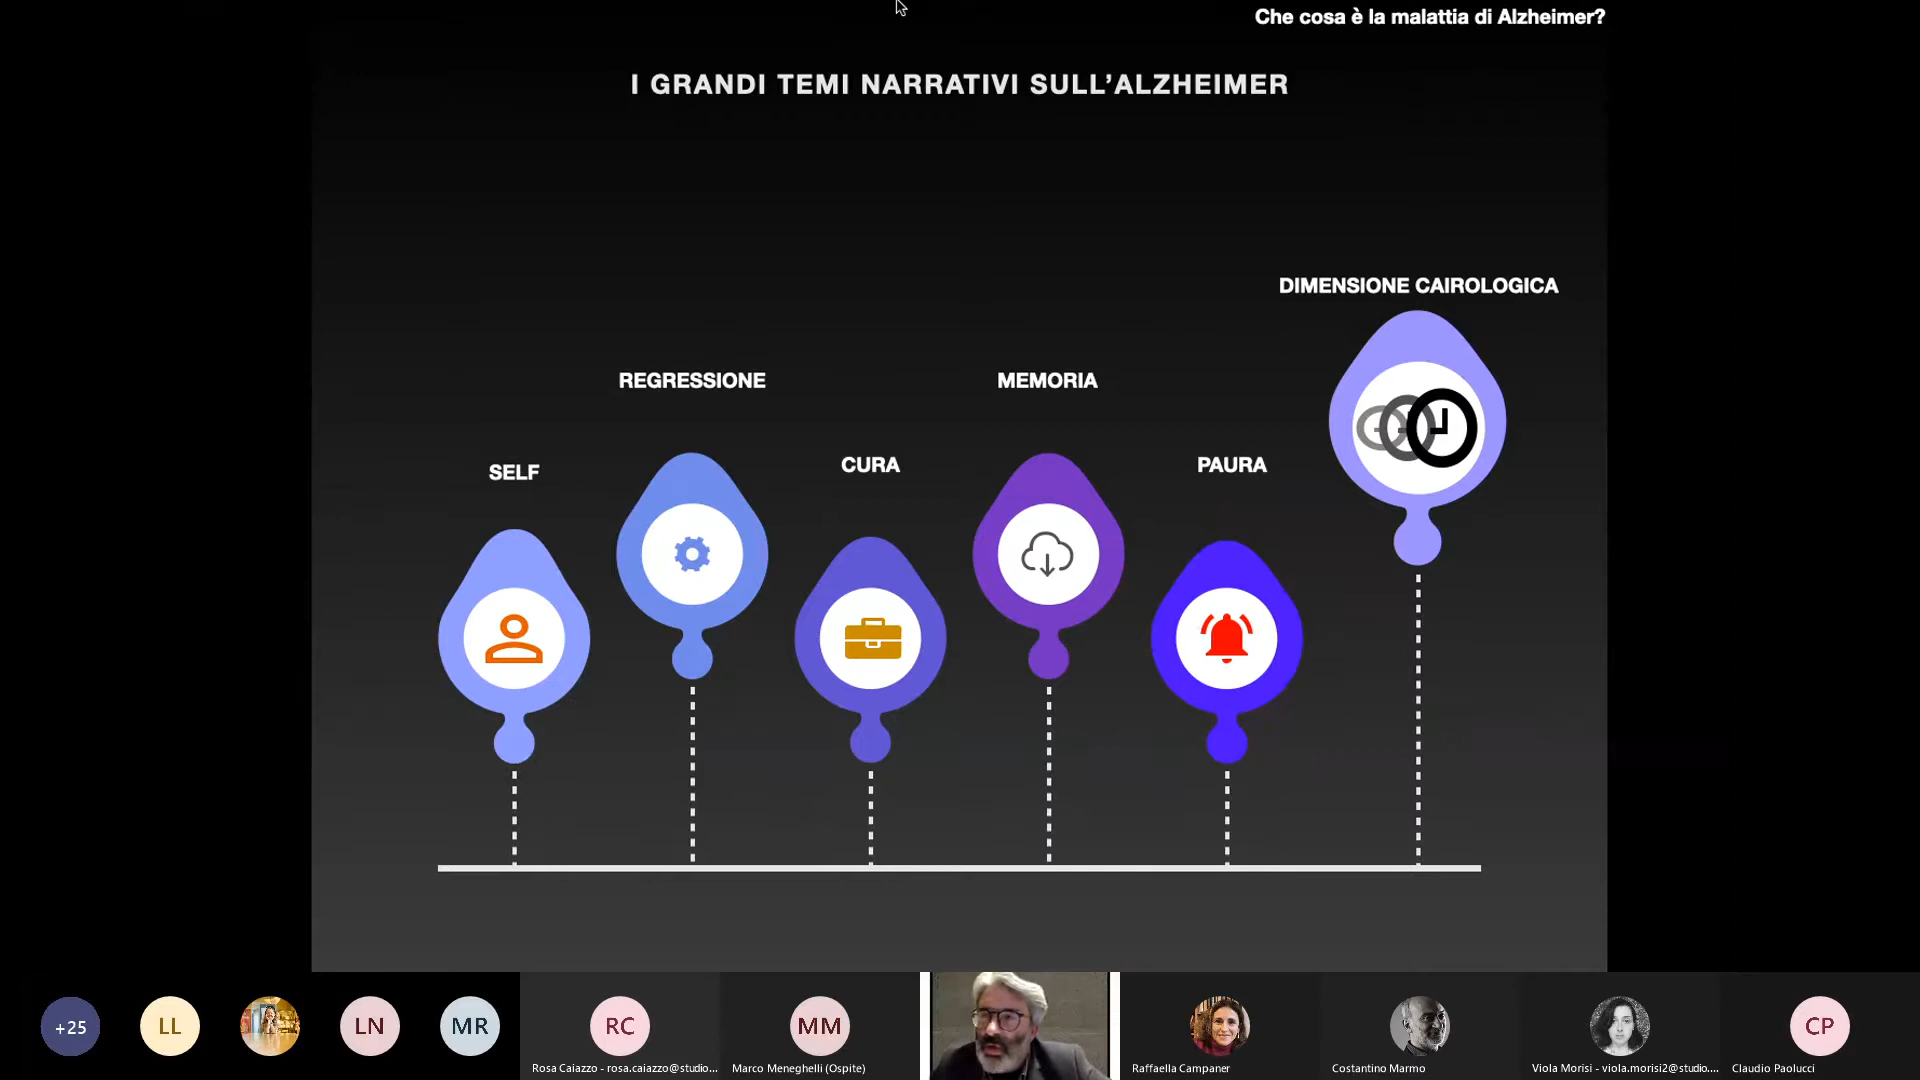 Che cosa è la malattia di Alzheimer?
I GRANDI TEMI NARRATIVI SULL’ALZHEIMER
DIMENSIONE CAIROLOGICA
REGRESSIONE
MEMORIA
SELF
CURA
PAURA
+25
LL
LN
MR
RC
MM
CP
Rosa Caiazzo - rosa.caiazzo@studio...
Marco Meneghelli (Ospite)
Raffaella Campaner
Costantino Marmo
Viola Morisi - viola.morisi2@studio....
Claudio Paolucci